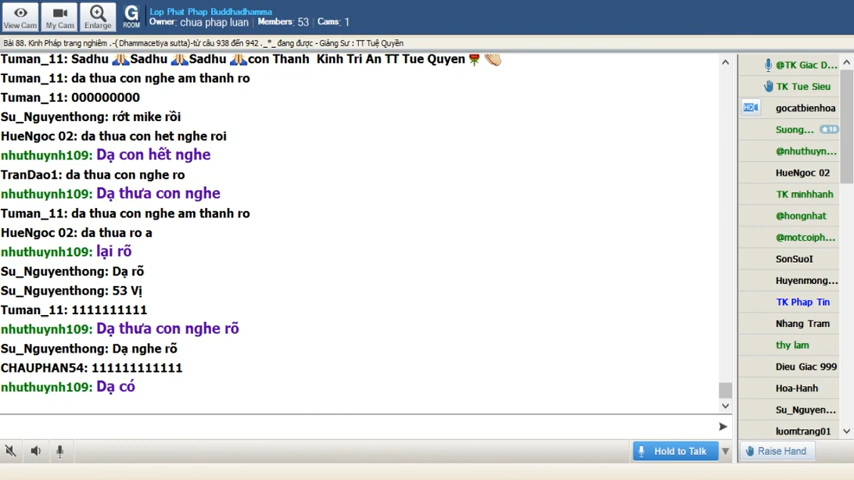 View Cam
My Cam
Enlarge
G
ROOM
Lop Phat Phap Buddhadhamma
Owner: chua phap luan | Members: 53 | Cams: 1
Bài 88. Kinh Pháp trang nghiêm .-{ Dhammacetiya sutta}-từ câu 938 đến 942 ._*_ đang được - Giảng Sư : TT Tuệ Quyền
Tuman_11: Sadhu 🙏Sadhu 🙏Sadhu 🙏con Thanh Kinh Tri An TT Tue Quyen🌹👏
Tuman_11: da thua con nghe am thanh ro
Tuman_11: 000000000
Su_Nguyenthong: rớt mike rồi
HueNgoc 02: da thua con het nghe roi
nhuthuynh109: Dạ con hết nghe
TranDao1: da thua con nghe ro
nhuthuynh109: Dạ thưa con nghe
Tuman_11: da thua con nghe am thanh ro
HueNgoc 02: da thua ro a
nhuthuynh109: lại rõ
Su_Nguyenthong: Dạ rõ
Su_Nguyenthong: 53 Vị
Tuman_11: 1111111111
nhuthuynh109: Dạ thưa con nghe rõ
Su_Nguyenthong: Dạ nghe rõ
CHAUPHAN54: 111111111111
nhuthuynh109: Dạ có
@TK Giac D...
TK Tue Sieu
HD
gocatbienhoa
Suong...
★10
@nhuthuyn...
HueNgoc 02
TK minhhanh
@hongnhat
@motcoiph...
SonSuoI
Huyenmong...
TK Phap Tin
Nhang Tram
thy lam
Dieu Giac 999
Hoa-Hanh
Su_Nguyen...
luomtrang01
Hold to Talk
Raise Hand